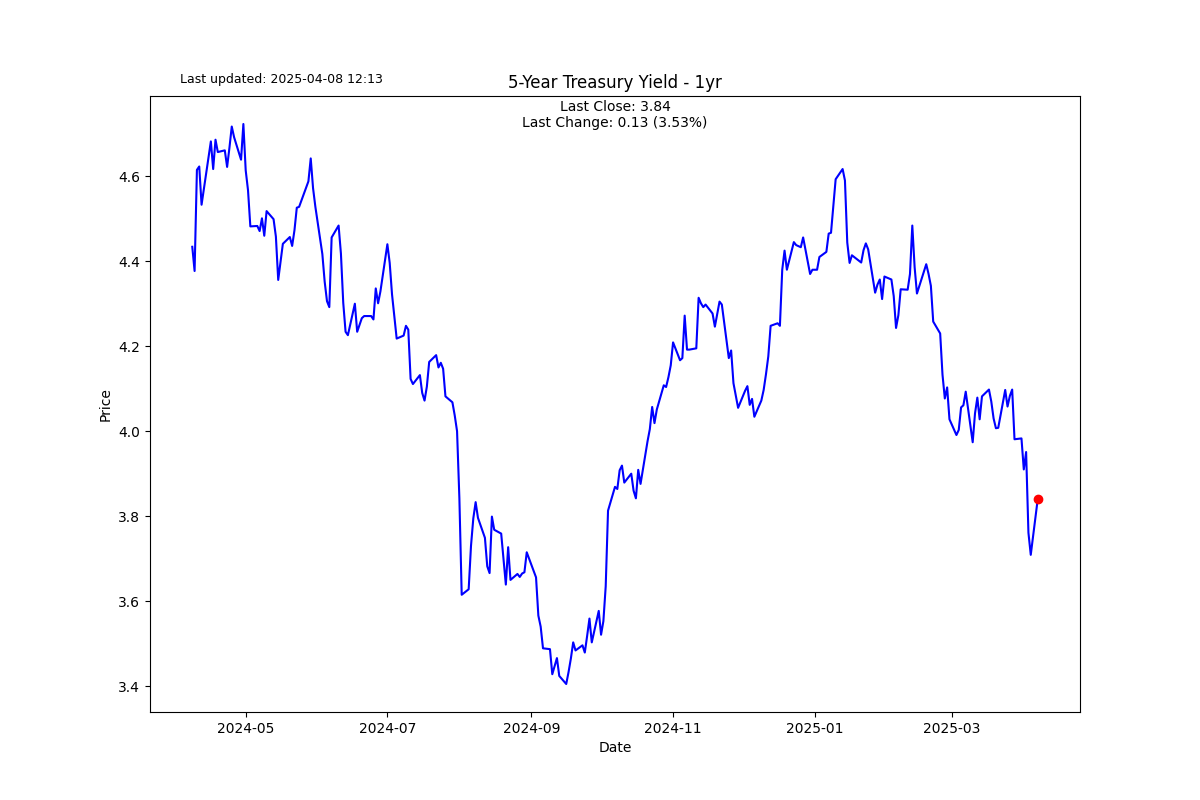 Last updated: 2025-04-08 12:13
5-Year Treasury Yield - 1yr
Last Close: 3.84
Last Change: 0.13 (3.53%)
Price
4.6
4.4
4.2
4.0
3.8
3.6
3.4
2024-05
2024-07
2024-09
2024-11
2025-01
2025-03
Date